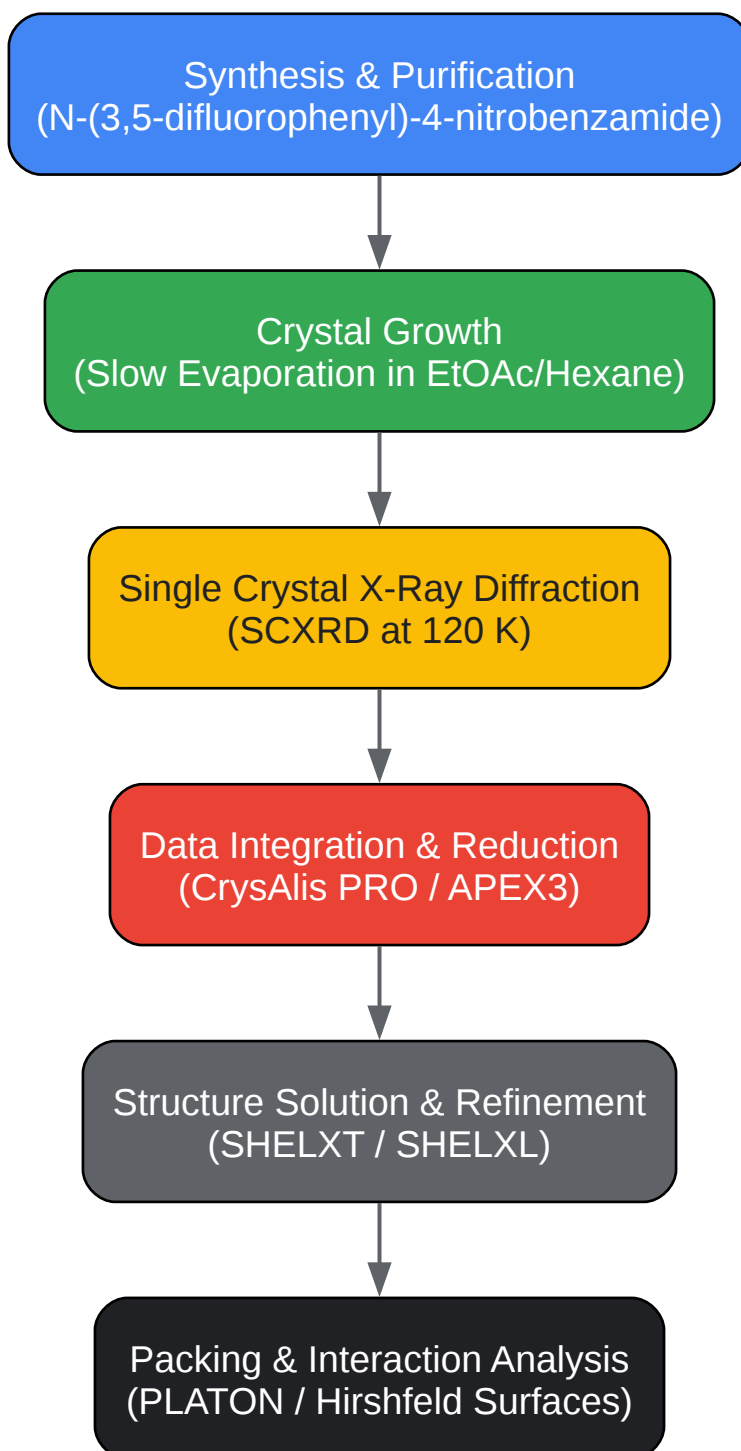 Synthesis & Purification
(N-(3,5-difluorophenyl)-4-nitrobenzamide)
Crystal Growth
(Slow Evaporation in EtOAc/Hexane)
Single Crystal X-Ray Diffraction
(SCXRD at 120 K)
Data Integration & Reduction
(CrysAlis PRO / APEX3)
Structure Solution & Refinement
(SHELXT / SHELXL)
Packing & Interaction Analysis
(PLATON / Hirshfeld Surfaces)